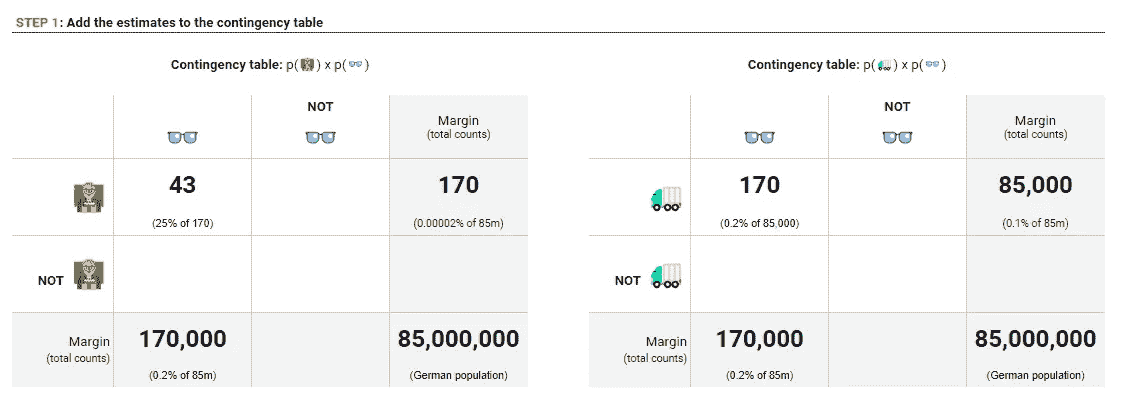 STEP 1: Add the estimates to the contingency table
Contingency table: p( ) x p( )
NOT
Margin
(total counts)
43
170
(25% of 170)
(0.00002% of 85m)
NOT
Margin
(total counts)
170,000
85,000,000
(0.2% of 85m)
(German population)
Contingency table: p( ) x p( )
NOT
Margin
(total counts)
170
85,000
(0.2% of 85,000)
(0.1% of 85m)
NOT
Margin
(total counts)
170,000
85,000,000
(0.2% of 85m)
(German population)